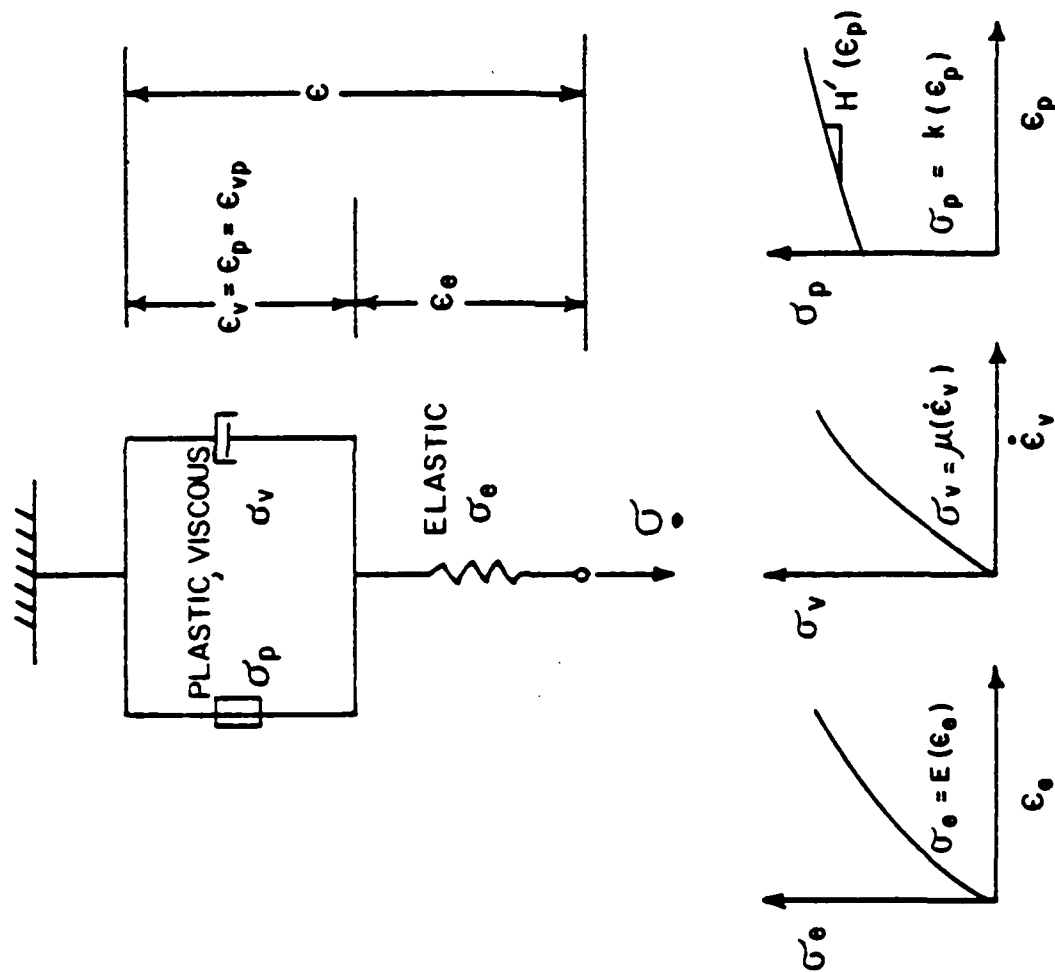 PLASTIC, VISCOUS
σp
σv
ELASTIC
σe
σ
εv = εp = εvp
εe
ε
σe
σe = E(εe)
εe
σv
σv = μ(ε̇v)
ε̇v
σp
H′(εp)
σp = k(εp)
εp